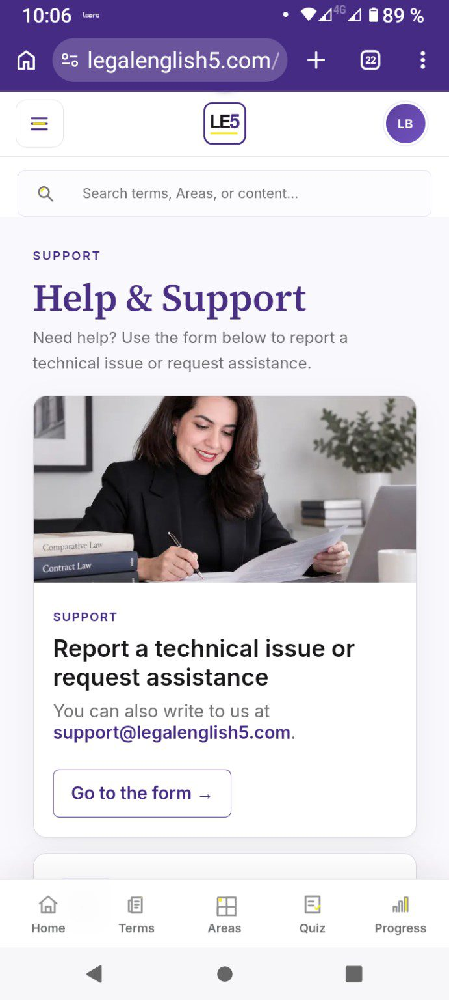 10:06 Laora 4G 89 %
legalenglish5.com/
22
LE5
LB
Search terms, Areas, or content...
SUPPORT
Help & Support
Need help? Use the form below to report a
technical issue or request assistance.
Comparative Law
Contract Law
SUPPORT
Report a technical issue or
request assistance
You can also write to us at
support@legalenglish5.com.
Go to the form →
Home Terms Areas Quiz Progress